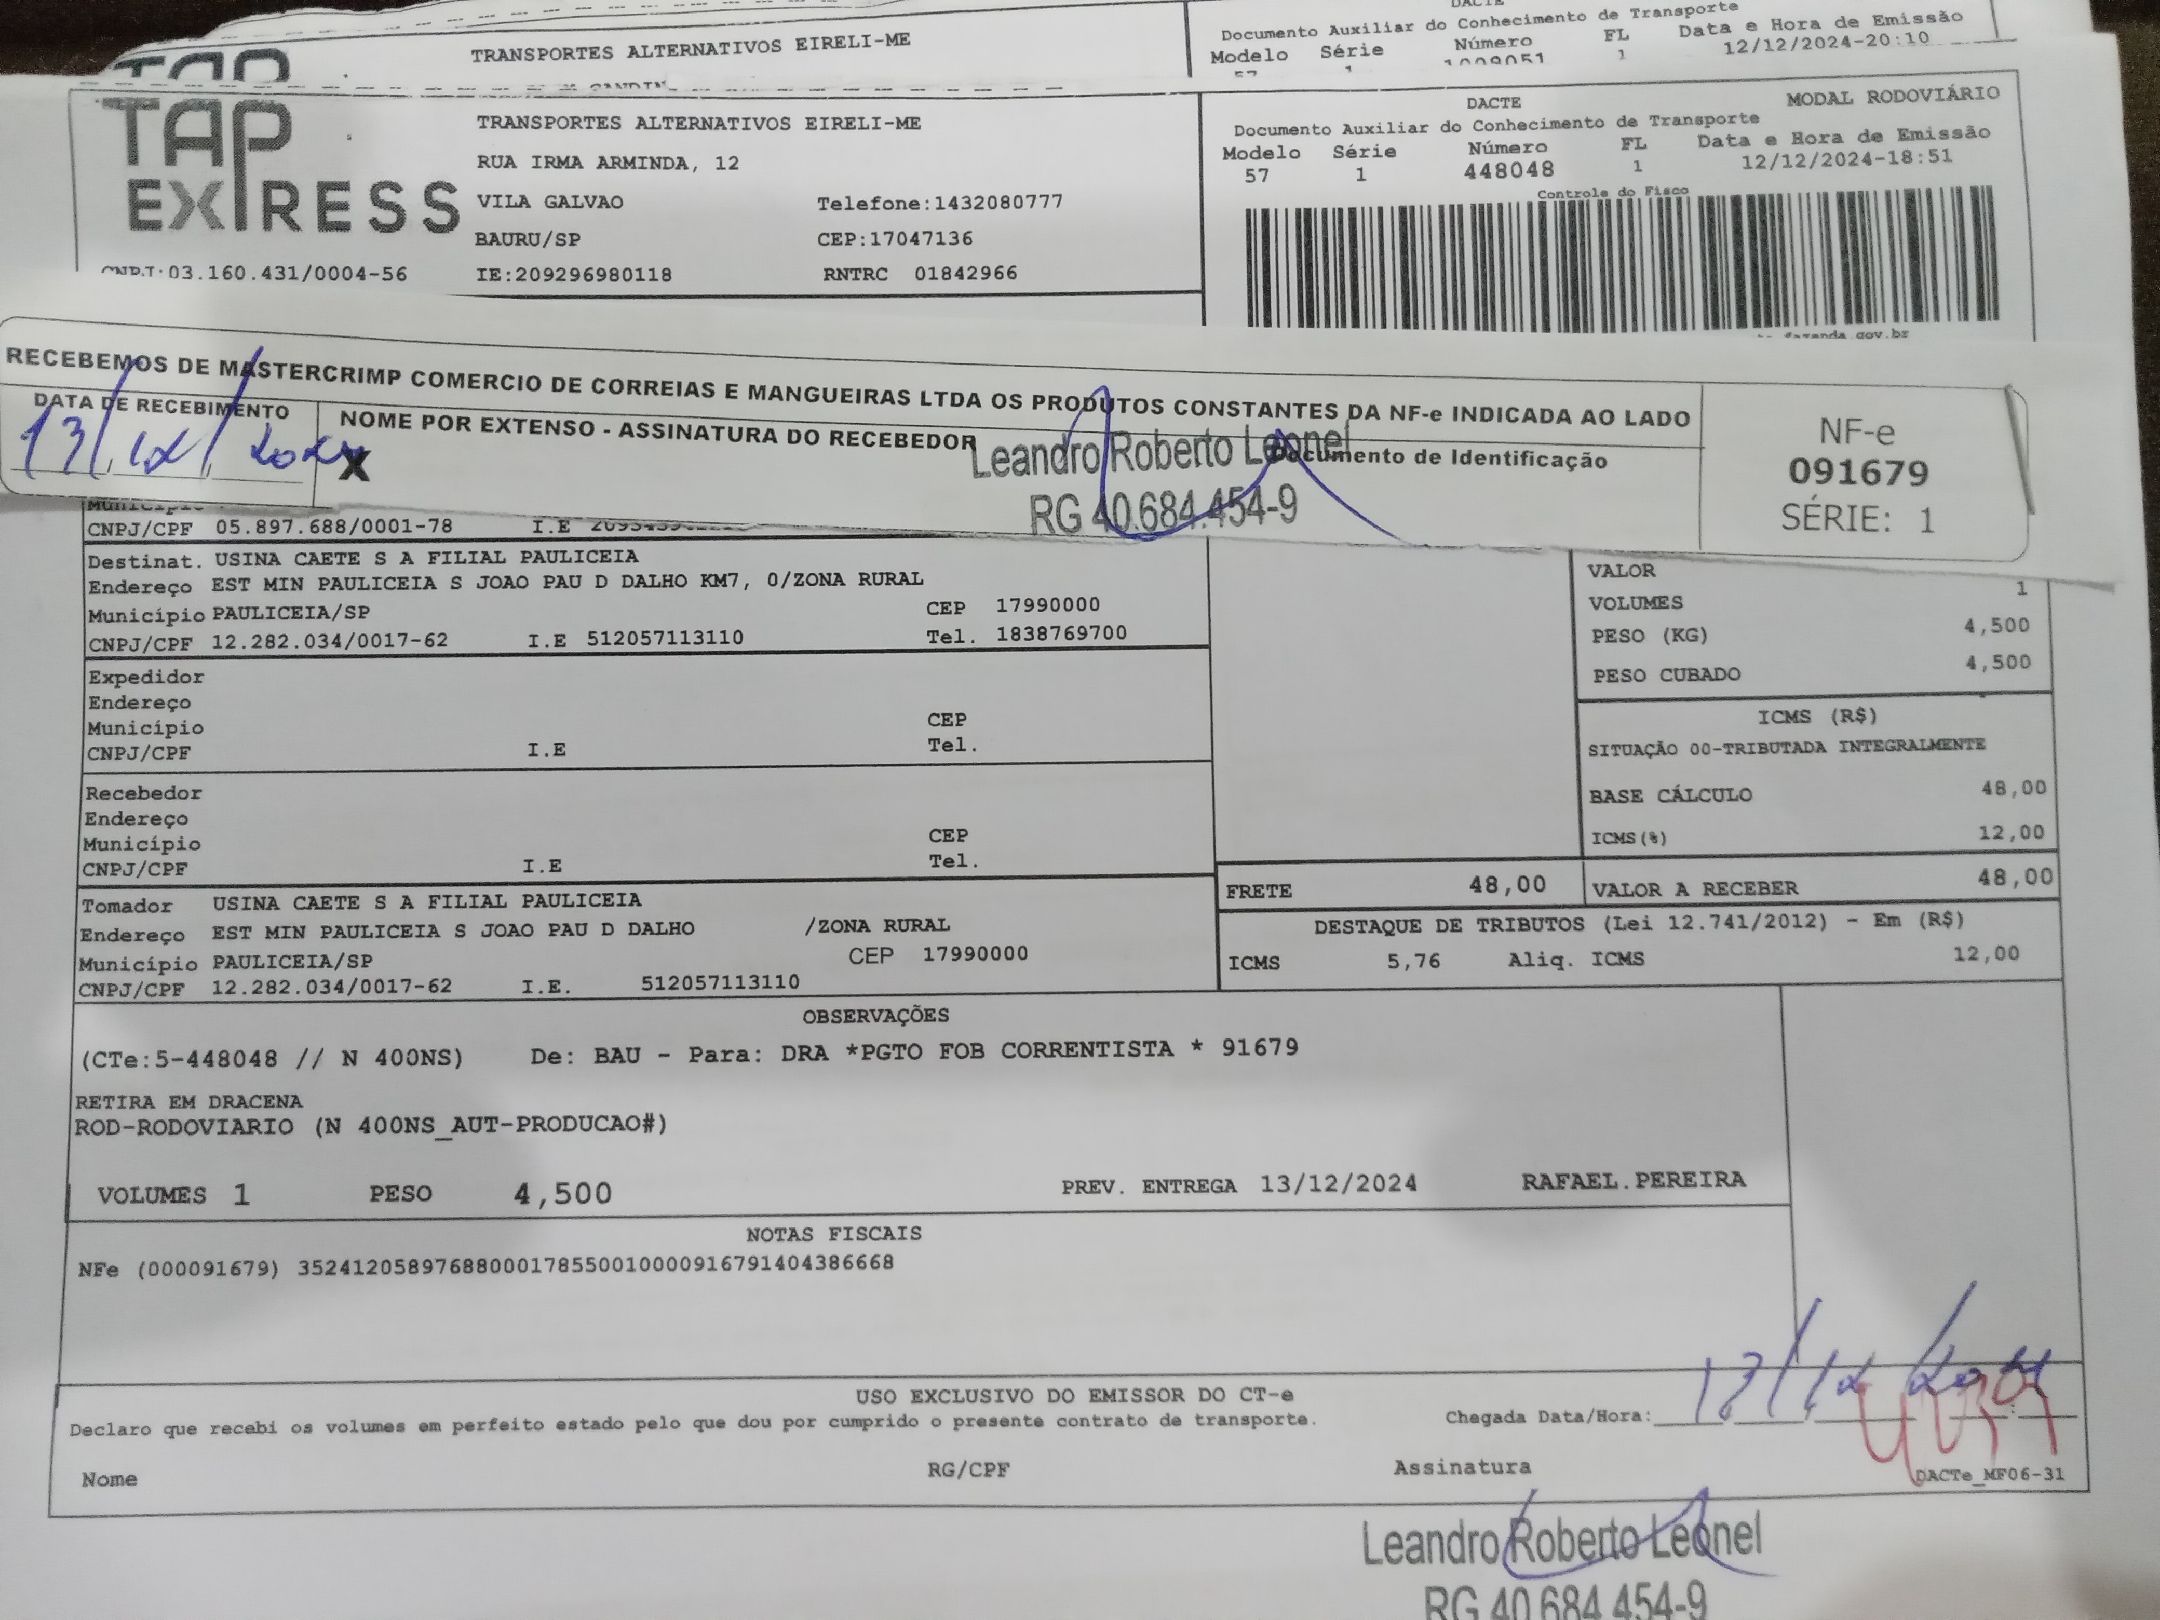 TRANSPORTES ALTERNATIVOS EIRELI-ME
DACTE
Documento Auxiliar do Conhecimento de Transporte
Modelo Série Número FL Data e Hora de Emissão
57 1 1009051 1 12/12/2024-20:10
TAP
EXPRESS
TRANSPORTES ALTERNATIVOS EIRELI-ME
RUA IRMA ARMINDA, 12
VILA GALVAO Telefone:1432080777
BAURU/SP CEP:17047136
CNPJ:03.160.431/0004-56 IE:209296980118 RNTRC 01842966
DACTE MODAL RODOVIÁRIO
Documento Auxiliar do Conhecimento de Transporte
Modelo Série Número FL Data e Hora de Emissão
57 1 448048 1 12/12/2024-18:51
Controle do Fisco
fazenda.gov.br
RECEBEMOS DE MASTERCRIMP COMERCIO DE CORREIAS E MANGUEIRAS LTDA OS PRODUTOS CONSTANTES DA NF-e INDICADA AO LADO
DATA DE RECEBIMENTO
13/12/2024
NOME POR EXTENSO - ASSINATURA DO RECEBEDOR
X
Documento de Identificação
Leandro Roberto Leonel
RG 40.684.454-9
NF-e
091679
SÉRIE: 1
Município
CNPJ/CPF 05.897.688/0001-78 I.E
Destinat. USINA CAETE S A FILIAL PAULICEIA
Endereço EST MIN PAULICEIA S JOAO PAU D DALHO KM7, 0/ZONA RURAL
Município PAULICEIA/SP CEP 17990000
CNPJ/CPF 12.282.034/0017-62 I.E 512057113110 Tel. 1838769700
Expedidor
Endereço
Município CEP
CNPJ/CPF I.E Tel.
Recebedor
Endereço
Município CEP
CNPJ/CPF I.E Tel.
Tomador USINA CAETE S A FILIAL PAULICEIA
Endereço EST MIN PAULICEIA S JOAO PAU D DALHO /ZONA RURAL
Município PAULICEIA/SP CEP 17990000
CNPJ/CPF 12.282.034/0017-62 I.E. 512057113110
VALOR
VOLUMES 1
PESO (KG) 4,500
PESO CUBADO 4,500
ICMS (R$)
SITUAÇÃO 00-TRIBUTADA INTEGRALMENTE
BASE CÁLCULO 48,00
ICMS(%) 12,00
FRETE 48,00 VALOR A RECEBER 48,00
DESTAQUE DE TRIBUTOS (Lei 12.741/2012) - Em (R$)
ICMS 5,76 Aliq. ICMS 12,00
OBSERVAÇÕES
(CTe:5-448048 // N 400NS) De: BAU - Para: DRA *PGTO FOB CORRENTISTA * 91679
RETIRA EM DRACENA
ROD-RODOVIARIO (N 400NS_AUT-PRODUCAO#)
VOLUMES 1 PESO 4,500 PREV. ENTREGA 13/12/2024 RAFAEL.PEREIRA
NOTAS FISCAIS
NFe (000091679) 35241205897688000178550010000916791404386668
USO EXCLUSIVO DO EMISSOR DO CT-e
Declaro que recebi os volumes em perfeito estado pelo que dou por cumprido o presente contrato de transporte.
Chegada Data/Hora: 13/12/2024
Nome RG/CPF Assinatura DACTe_MF06-31
Leandro Roberto Leonel
RG 40.684.454-9